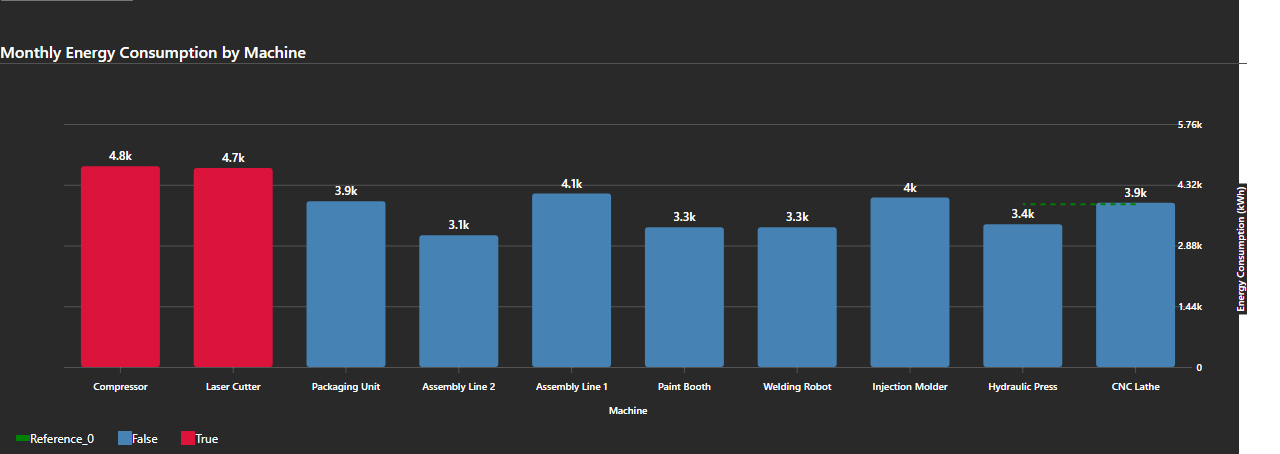 Monthly Energy Consumption by Machine
5.76k
4.8k 4.7k 3.9k 3.1k 4.1k 3.3k 3.3k 4k 3.4k 3.9k
4.32k
2.88k
1.44k
0
Energy Consumption (kWh)
Compressor Laser Cutter Packaging Unit Assembly Line 2 Assembly Line 1 Paint Booth Welding Robot Injection Molder Hydraulic Press CNC Lathe
Machine
Reference_0 False True